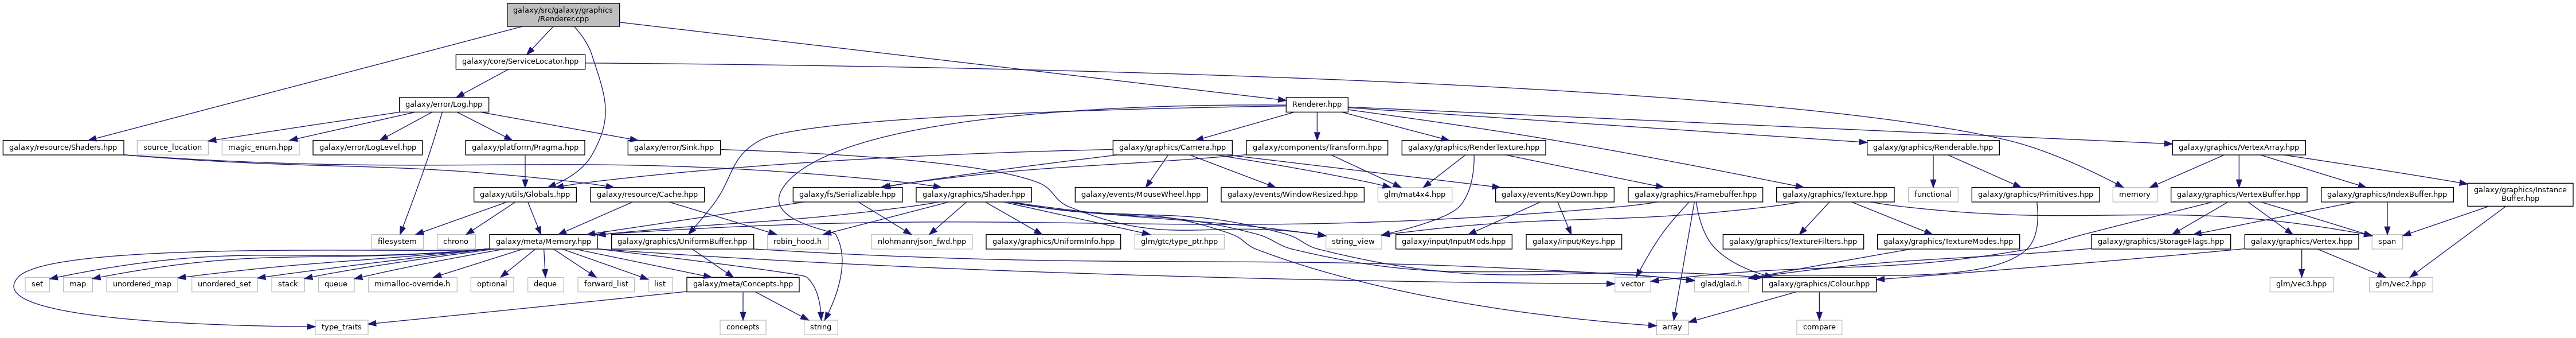 galaxy/src/galaxy/graphics
/Renderer.cpp
galaxy/core/ServiceLocator.hpp
galaxy/error/Log.hpp
Renderer.hpp
galaxy/resource/Shaders.hpp
source_location
magic_enum.hpp
galaxy/error/LogLevel.hpp
galaxy/platform/Pragma.hpp
galaxy/error/Sink.hpp
galaxy/graphics/Camera.hpp
galaxy/components/Transform.hpp
galaxy/graphics/RenderTexture.hpp
galaxy/graphics/Renderable.hpp
galaxy/graphics/VertexArray.hpp
galaxy/utils/Globals.hpp
galaxy/resource/Cache.hpp
galaxy/fs/Serializable.hpp
galaxy/graphics/Shader.hpp
galaxy/events/MouseWheel.hpp
galaxy/events/WindowResized.hpp
glm/mat4x4.hpp
galaxy/events/KeyDown.hpp
galaxy/graphics/Framebuffer.hpp
galaxy/graphics/Texture.hpp
functional
galaxy/graphics/Primitives.hpp
memory
galaxy/graphics/VertexBuffer.hpp
galaxy/graphics/IndexBuffer.hpp
galaxy/graphics/Instance
Buffer.hpp
filesystem
chrono
galaxy/meta/Memory.hpp
galaxy/graphics/UniformBuffer.hpp
robin_hood.h
nlohmann/json_fwd.hpp
galaxy/graphics/UniformInfo.hpp
glm/gtc/type_ptr.hpp
string_view
galaxy/input/InputMods.hpp
galaxy/input/Keys.hpp
galaxy/graphics/TextureFilters.hpp
galaxy/graphics/TextureModes.hpp
galaxy/graphics/StorageFlags.hpp
galaxy/graphics/Vertex.hpp
span
set
map
unordered_map
unordered_set
stack
queue
mimalloc-override.h
optional
deque
forward_list
list
galaxy/meta/Concepts.hpp
vector
glad/glad.h
galaxy/graphics/Colour.hpp
glm/vec3.hpp
glm/vec2.hpp
type_traits
concepts
string
array
compare